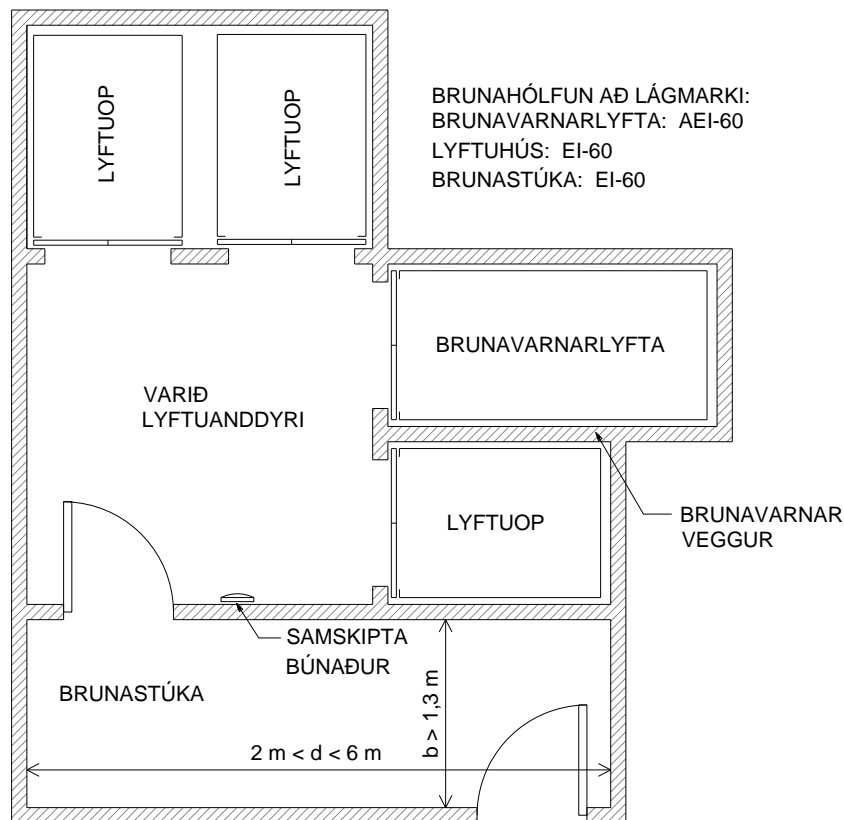 LYFTUOP
LYFTUOP
BRUNAHÓLFUN AÐ LÁGMARKI:
BRUNAVARNARLYFTA: AEI-60
LYFTUHÚS: EI-60
BRUNASTÚKA: EI-60
BRUNAVARNARLYFTA
VARIÐ
LYFTUANDDYRI
LYFTUOP
BRUNAVARNAR
VEGGUR
SAMSKIPTA
BÚNAÐUR
BRUNASTÚKA
b > 1,3 m
2 m < d < 6 m